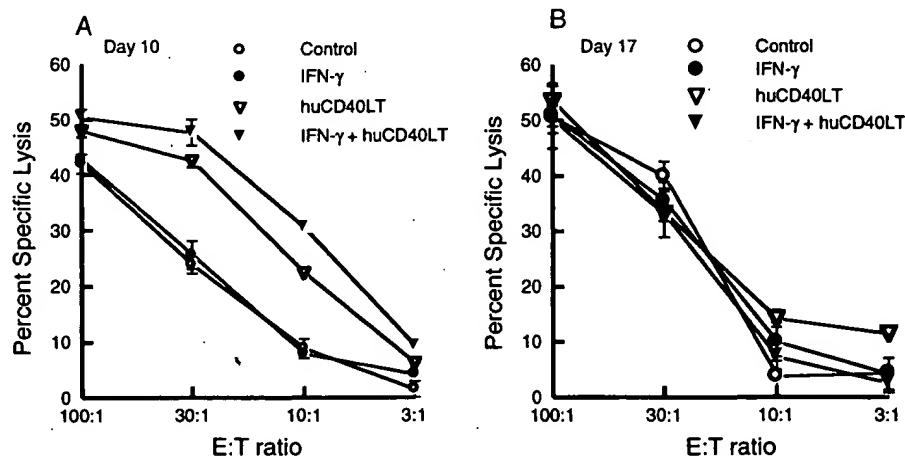 A
Day 10
Control
IFN-γ
huCD40LT
IFN-γ + huCD40LT
Percent Specific Lysis
60
50
40
30
20
10
0
100:1
30:1
10:1
3:1
E:T ratio
B
Day 17
Control
IFN-γ
huCD40LT
IFN-γ + huCD40LT
Percent Specific Lysis
60
50
40
30
20
10
0
100:1
30:1
10:1
3:1
E:T ratio